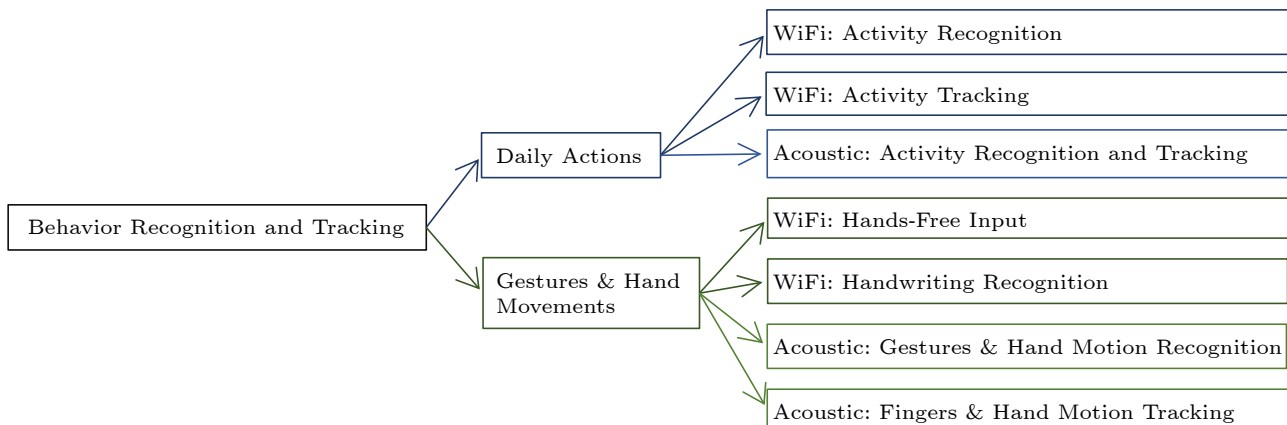 WiFi: Activity Recognition
WiFi: Activity Tracking
Daily Actions
Acoustic: Activity Recognition and Tracking
Behavior Recognition and Tracking
WiFi: Hands-Free Input
Gestures & Hand
Movements
WiFi: Handwriting Recognition
Acoustic: Gestures & Hand Motion Recognition
Acoustic: Fingers & Hand Motion Tracking